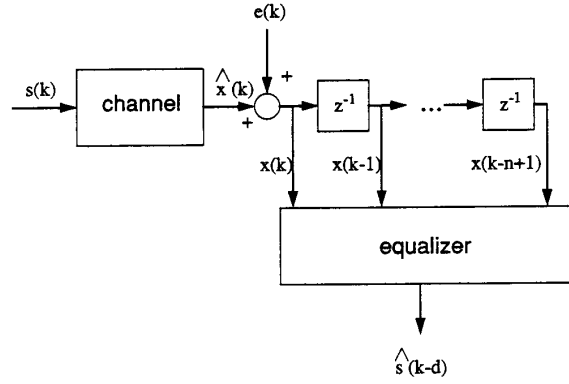 e(k)
s(k)
channel
x̂(k)
+
+
z⁻¹
...
z⁻¹
x(k)
x(k-1)
x(k-n+1)
equalizer
ŝ(k-d)